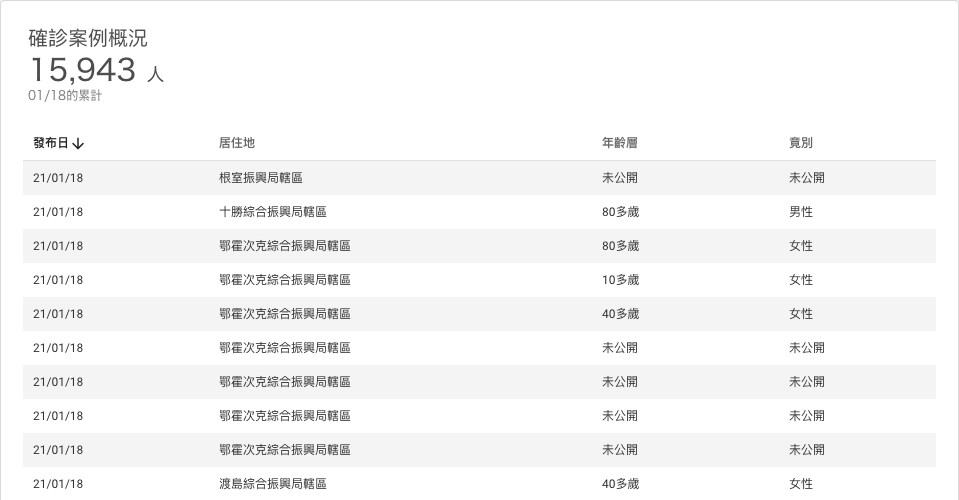 確診案例概況
15,943 人
01/18的累計
發布日↓ 居住地 年齡層 竟別
21/01/18 根室振興局轄區 未公開 未公開
21/01/18 十勝綜合振興局轄區 80多歲 男性
21/01/18 鄂霍次克綜合振興局轄區 80多歲 女性
21/01/18 鄂霍次克綜合振興局轄區 10多歲 女性
21/01/18 鄂霍次克綜合振興局轄區 40多歲 女性
21/01/18 鄂霍次克綜合振興局轄區 未公開 未公開
21/01/18 鄂霍次克綜合振興局轄區 未公開 未公開
21/01/18 鄂霍次克綜合振興局轄區 未公開 未公開
21/01/18 鄂霍次克綜合振興局轄區 未公開 未公開
21/01/18 渡島綜合振興局轄區 40多歲 女性